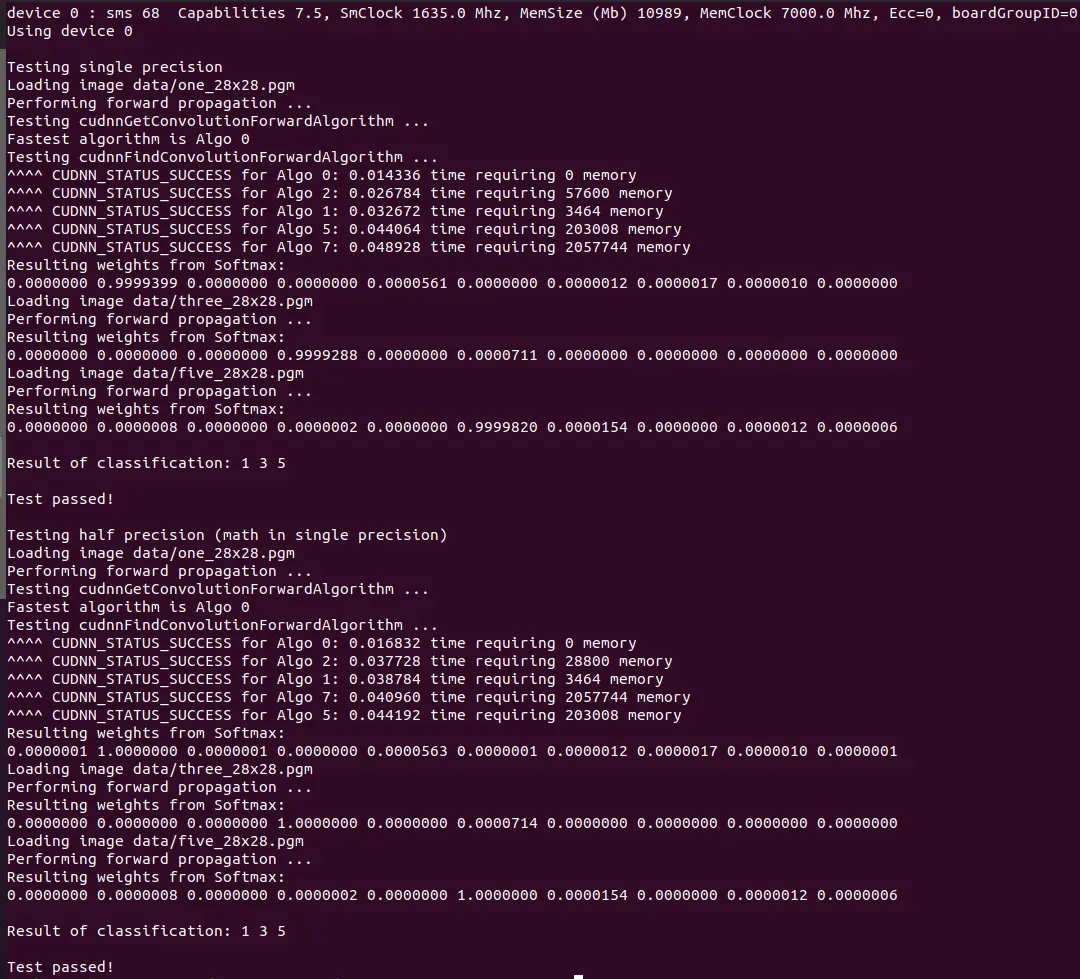 device 0 : sms 68  Capabilities 7.5, SmClock 1635.0 Mhz, MemSize (Mb) 10989, MemClock 7000.0 Mhz, Ecc=0, boardGroupID=0
Using device 0

Testing single precision
Loading image data/one_28x28.pgm
Performing forward propagation ...
Testing cudnnGetConvolutionForwardAlgorithm ...
Fastest algorithm is Algo 0
Testing cudnnFindConvolutionForwardAlgorithm ...
^^^^ CUDNN_STATUS_SUCCESS for Algo 0: 0.014336 time requiring 0 memory
^^^^ CUDNN_STATUS_SUCCESS for Algo 2: 0.026784 time requiring 57600 memory
^^^^ CUDNN_STATUS_SUCCESS for Algo 1: 0.032672 time requiring 3464 memory
^^^^ CUDNN_STATUS_SUCCESS for Algo 5: 0.044064 time requiring 203008 memory
^^^^ CUDNN_STATUS_SUCCESS for Algo 7: 0.048928 time requiring 2057744 memory
Resulting weights from Softmax:
0.0000000 0.9999399 0.0000000 0.0000000 0.0000561 0.0000000 0.0000012 0.0000017 0.0000010 0.0000000
Loading image data/three_28x28.pgm
Performing forward propagation ...
Resulting weights from Softmax:
0.0000000 0.0000000 0.0000000 0.9999288 0.0000000 0.0000711 0.0000000 0.0000000 0.0000000 0.0000000
Loading image data/five_28x28.pgm
Performing forward propagation ...
Resulting weights from Softmax:
0.0000000 0.0000008 0.0000000 0.0000002 0.0000000 0.9999820 0.0000154 0.0000000 0.0000012 0.0000006

Result of classification: 1 3 5

Test passed!

Testing half precision (math in single precision)
Loading image data/one_28x28.pgm
Performing forward propagation ...
Testing cudnnGetConvolutionForwardAlgorithm ...
Fastest algorithm is Algo 0
Testing cudnnFindConvolutionForwardAlgorithm ...
^^^^ CUDNN_STATUS_SUCCESS for Algo 0: 0.016832 time requiring 0 memory
^^^^ CUDNN_STATUS_SUCCESS for Algo 2: 0.037728 time requiring 28800 memory
^^^^ CUDNN_STATUS_SUCCESS for Algo 1: 0.038784 time requiring 3464 memory
^^^^ CUDNN_STATUS_SUCCESS for Algo 7: 0.040960 time requiring 2057744 memory
^^^^ CUDNN_STATUS_SUCCESS for Algo 5: 0.044192 time requiring 203008 memory
Resulting weights from Softmax:
0.0000001 1.0000000 0.0000001 0.0000000 0.0000563 0.0000001 0.0000012 0.0000017 0.0000010 0.0000001
Loading image data/three_28x28.pgm
Performing forward propagation ...
Resulting weights from Softmax:
0.0000000 0.0000000 0.0000000 1.0000000 0.0000000 0.0000714 0.0000000 0.0000000 0.0000000 0.0000000
Loading image data/five_28x28.pgm
Performing forward propagation ...
Resulting weights from Softmax:
0.0000000 0.0000008 0.0000000 0.0000002 0.0000000 1.0000000 0.0000154 0.0000000 0.0000012 0.0000006

Result of classification: 1 3 5

Test passed!